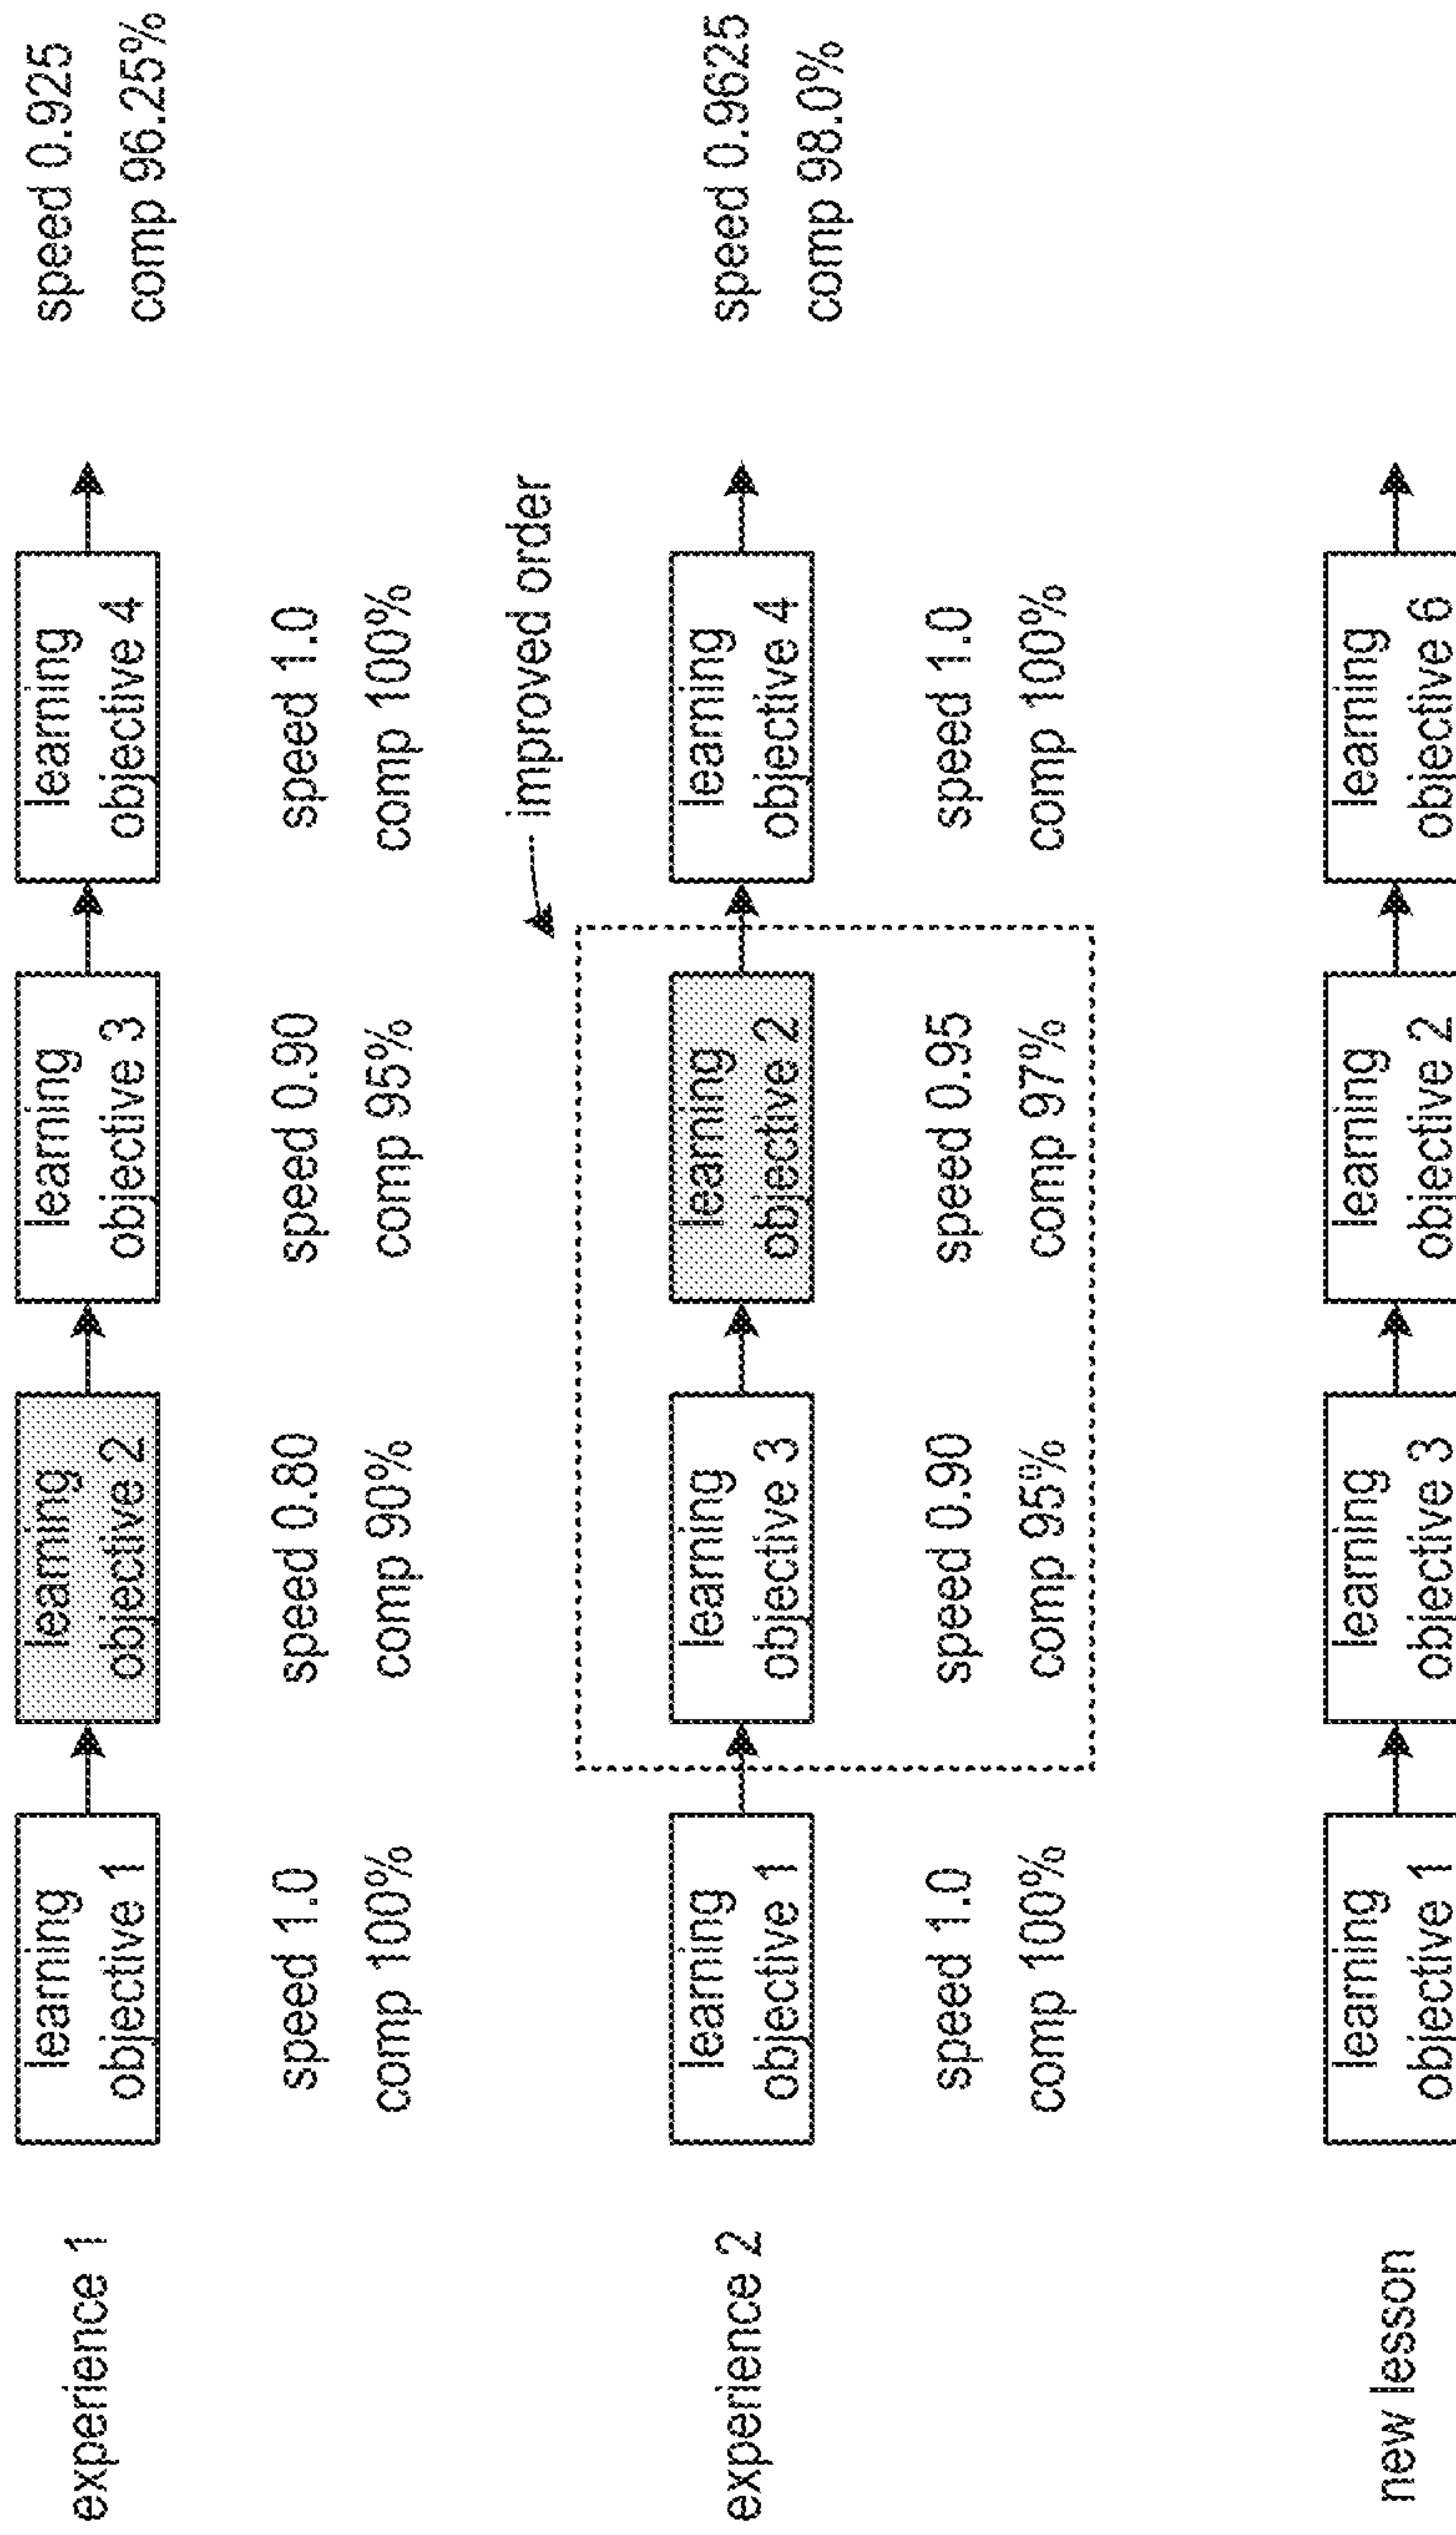 experience 1
learning
objective 1
learning
objective 2
learning
objective 3
learning
objective 4
speed 0.925
comp 96.25%
speed 1.0
comp 100%
speed 0.80
comp 90%
speed 0.90
comp 95%
speed 1.0
comp 100%
improved order
experience 2
learning
objective 1
learning
objective 3
learning
objective 2
learning
objective 4
speed 0.9625
comp 98.0%
speed 1.0
comp 100%
speed 0.90
comp 95%
speed 0.95
comp 97%
speed 1.0
comp 100%
new lesson
learning
objective 1
learning
objective 3
learning
objective 2
learning
objective 6